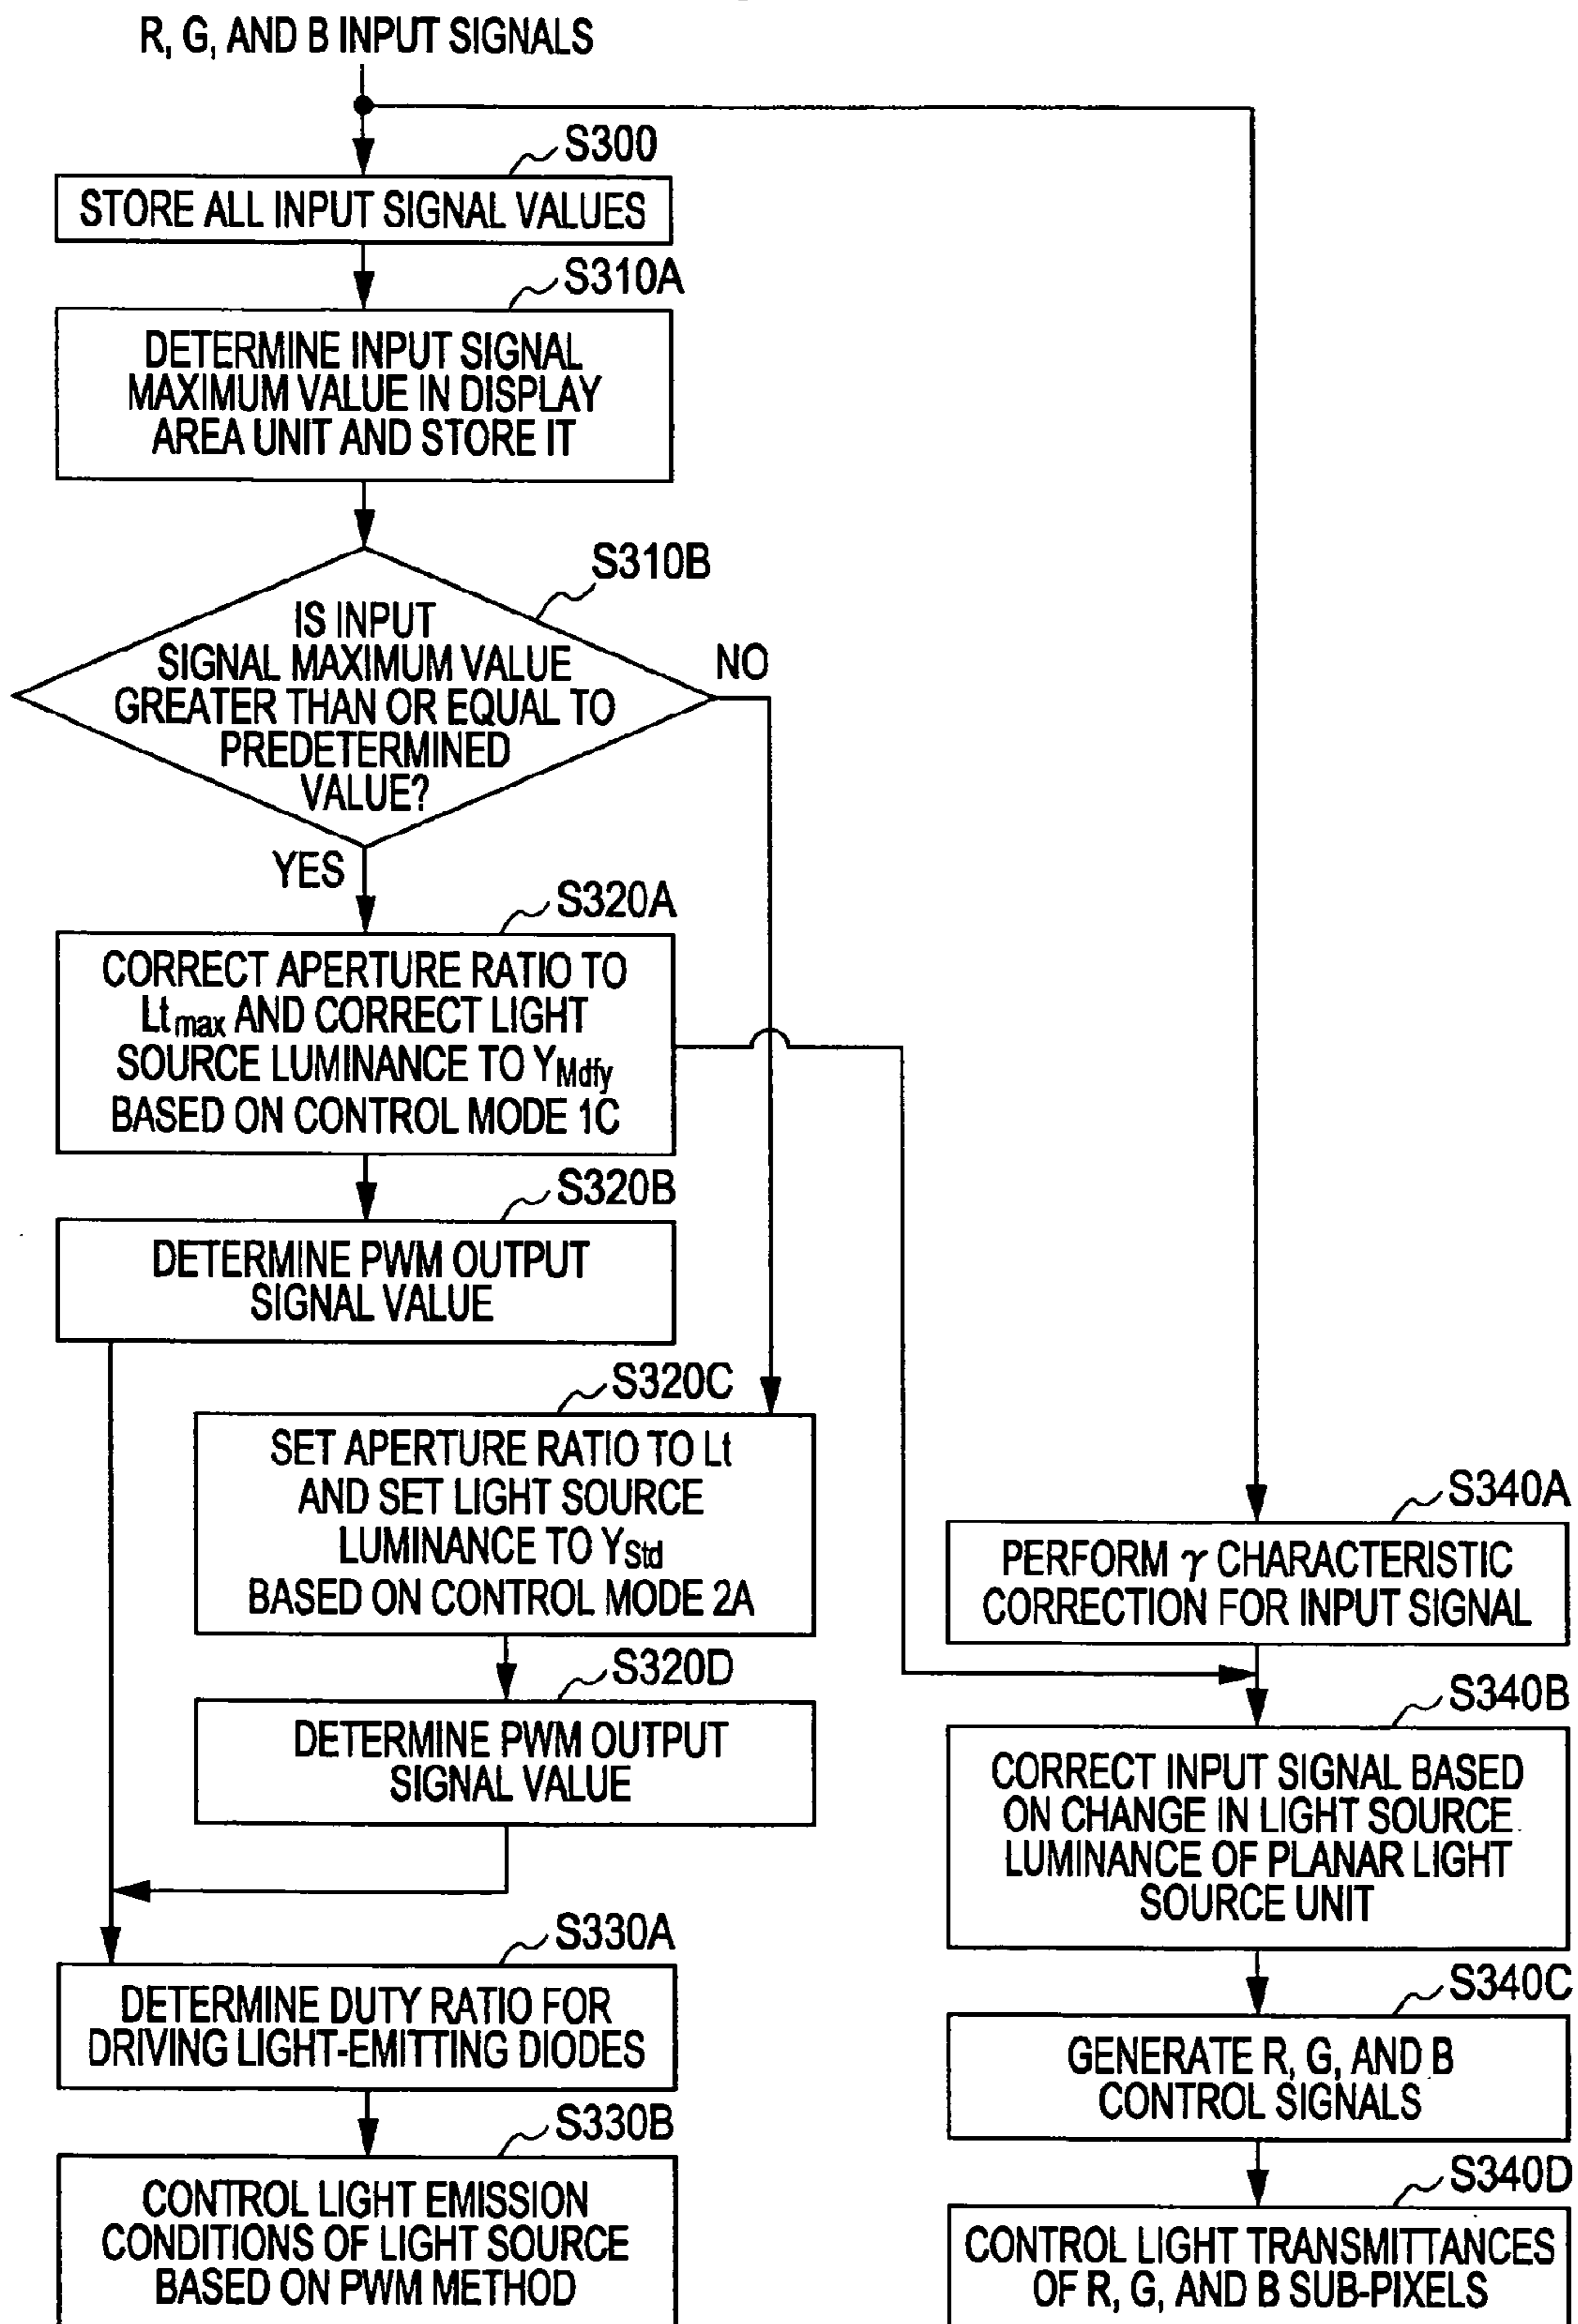 R, G, AND B INPUT SIGNALS
S300
STORE ALL INPUT SIGNAL VALUES
S310A
DETERMINE INPUT SIGNAL
MAXIMUM VALUE IN DISPLAY
AREA UNIT AND STORE IT
S310B
IS INPUT
SIGNAL MAXIMUM VALUE
GREATER THAN OR EQUAL TO
PREDETERMINED
VALUE?
NO
YES
S320A
CORRECT APERTURE RATIO TO
Ltmax AND CORRECT LIGHT
SOURCE LUMINANCE TO YMdfy
BASED ON CONTROL MODE 1C
S320B
DETERMINE PWM OUTPUT
SIGNAL VALUE
S320C
SET APERTURE RATIO TO Lt
AND SET LIGHT SOURCE
LUMINANCE TO YStd
BASED ON CONTROL MODE 2A
S320D
DETERMINE PWM OUTPUT
SIGNAL VALUE
S330A
DETERMINE DUTY RATIO FOR
DRIVING LIGHT-EMITTING DIODES
S330B
CONTROL LIGHT EMISSION
CONDITIONS OF LIGHT SOURCE
BASED ON PWM METHOD
S340A
PERFORM γ CHARACTERISTIC
CORRECTION FOR INPUT SIGNAL
S340B
CORRECT INPUT SIGNAL BASED
ON CHANGE IN LIGHT SOURCE
LUMINANCE OF PLANAR LIGHT
SOURCE UNIT
S340C
GENERATE R, G, AND B
CONTROL SIGNALS
S340D
CONTROL LIGHT TRANSMITTANCES
OF R, G, AND B SUB-PIXELS